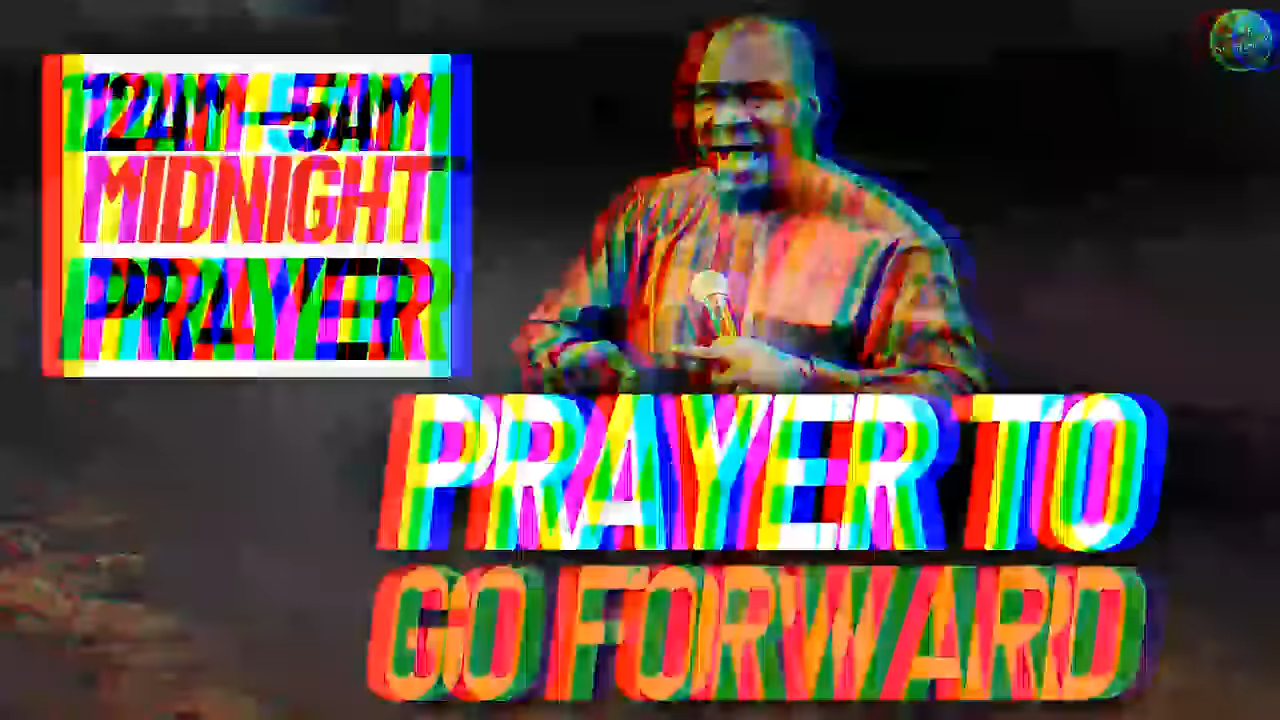 12AM-5AM
MIDNIGHT
PRAYER
PRAYER TO
GO FORWARD